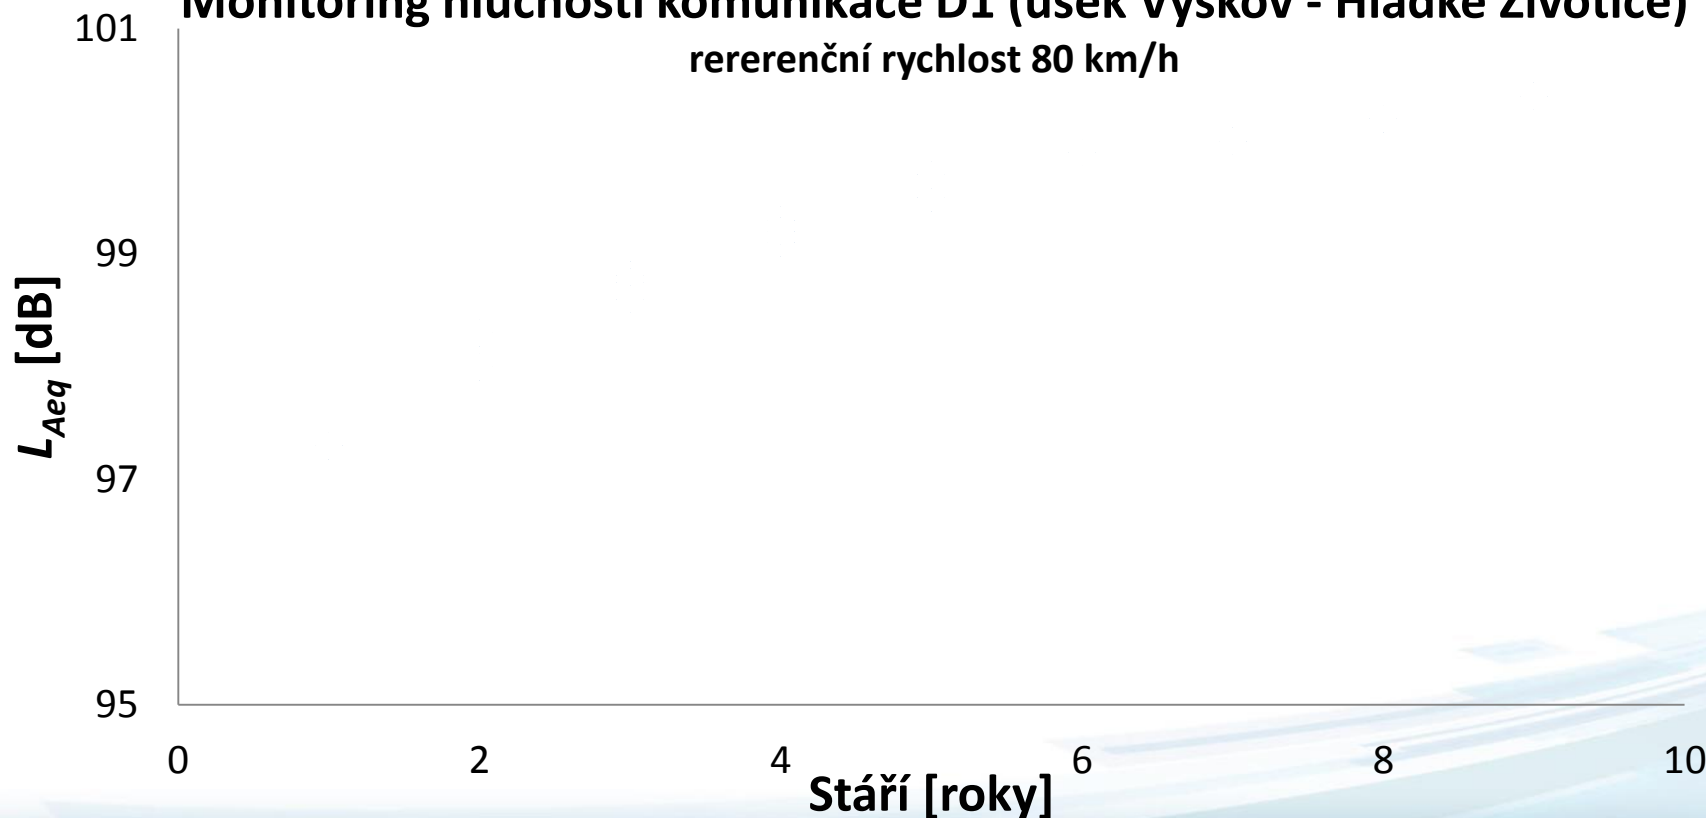 Monitoring hlučnosti komunikace D1 (úsek Vyškov - Hladké Životice)
rererenční rychlost 80 km/h
101
99
97
95
L_Aeq [dB]
0 2 4 6 8 10
Stáří [roky]